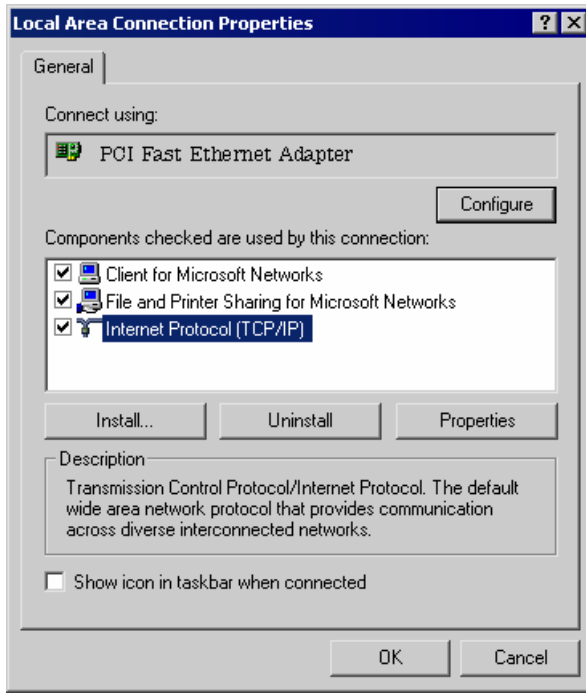 Local Area Connection Properties
General
Connect using:
PCI Fast Ethernet Adapter
Configure
Components checked are used by this connection:
Client for Microsoft Networks
File and Printer Sharing for Microsoft Networks
Internet Protocol (TCP/IP)
Install... Uninstall Properties
Description
Transmission Control Protocol/Internet Protocol. The default
wide area network protocol that provides communication
across diverse interconnected networks.
Show icon in taskbar when connected
OK Cancel